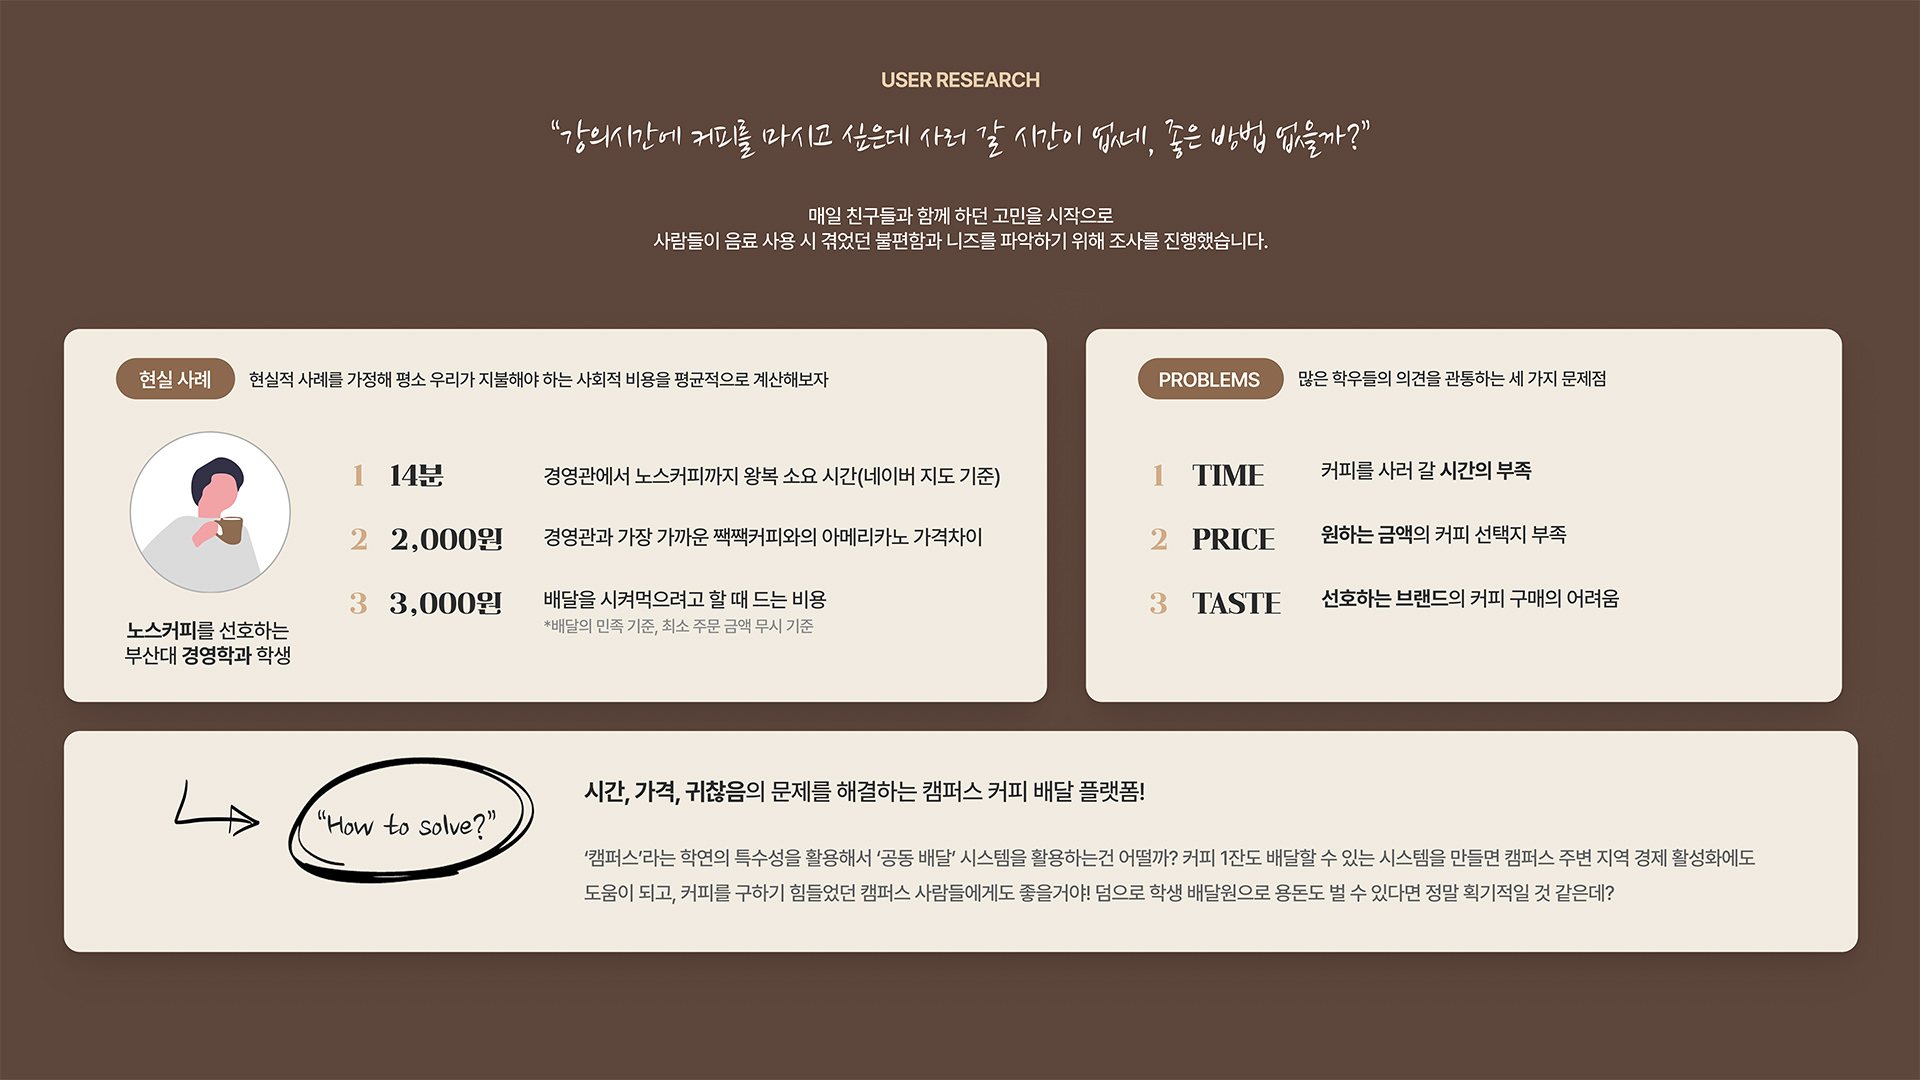 USER RESEARCH
“강의시간에 커피를 마시고 싶은데 사러 갈 시간이 없네, 좋은 방법 없을까?”
매일 친구들과 함께 하던 고민을 시작으로
사람들이 음료 사용 시 겪었던 불편함과 니즈를 파악하기 위해 조사를 진행했습니다.
현실 사례 현실적 사례를 가정해 평소 우리가 지불해야 하는 사회적 비용을 평균적으로 계산해보자
노스커피를 선호하는
부산대 경영학과 학생
1 14분 경영관에서 노스커피까지 왕복 소요 시간(네이버 지도 기준)
2 2,000원 경영관과 가장 가까운 짹짹커피와의 아메리카노 가격차이
3 3,000원 배달을 시켜먹으려고 할 때 드는 비용
*배달의 민족 기준, 최소 주문 금액 무시 기준
PROBLEMS 많은 학우들의 의견을 관통하는 세 가지 문제점
1 TIME 커피를 사러 갈 시간의 부족
2 PRICE 원하는 금액의 커피 선택지 부족
3 TASTE 선호하는 브랜드의 커피 구매의 어려움
“How to solve?”
시간, 가격, 귀찮음의 문제를 해결하는 캠퍼스 커피 배달 플랫폼!
‘캠퍼스’라는 학연의 특수성을 활용해서 ‘공동 배달’ 시스템을 활용하는건 어떨까? 커피 1잔도 배달할 수 있는 시스템을 만들면 캠퍼스 주변 지역 경제 활성화에도
도움이 되고, 커피를 구하기 힘들었던 캠퍼스 사람들에게도 좋을거야! 덤으로 학생 배달원으로 용돈도 벌 수 있다면 정말 획기적일 것 같은데?